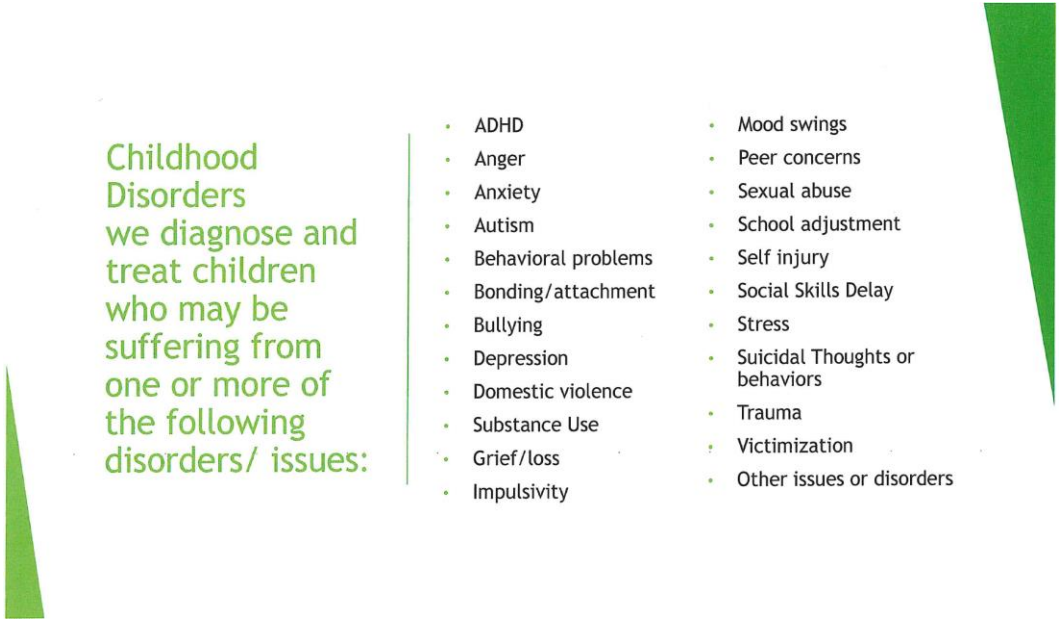 Childhood
Disorders
we diagnose and
treat children
who may be
suffering from
one or more of
the following
disorders/ issues:
• ADHD
• Anger
• Anxiety
• Autism
• Behavioral problems
• Bonding/attachment
• Bullying
• Depression
• Domestic violence
• Substance Use
• Grief/loss
• Impulsivity
• Mood swings
• Peer concerns
• Sexual abuse
• School adjustment
• Self injury
• Social Skills Delay
• Stress
• Suicidal Thoughts or
behaviors
• Trauma
• Victimization
• Other issues or disorders